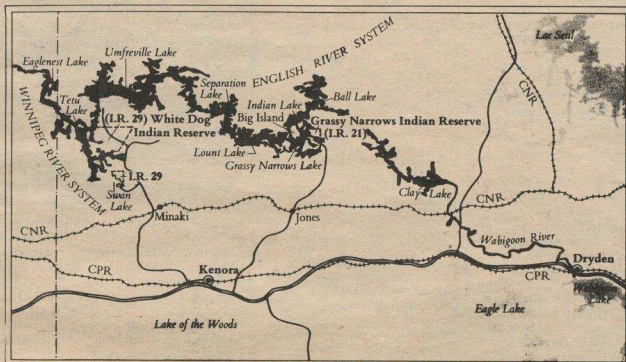 Lac Seul
Umfreville Lake
ENGLISH RIVER SYSTEM
Eaglenest Lake
Separation
Lake
CNR
Ball Lake
Tetu
Lake
Indian Lake
Big Island
(I.R. 29) White Dog
Indian Reserve
Grassy Narrows Indian Reserve
(I.R. 21)
WINNIPEG RIVER SYSTEM
Lount Lake
Grassy Narrows Lake
I.R. 29
Clay Lake
Swan
Lake
Minaki
Jones
CNR
CNR
Wabigoon River
CPR
Kenora
Dryden
CPR
Lake
Eagle Lake
Lake of the Woods